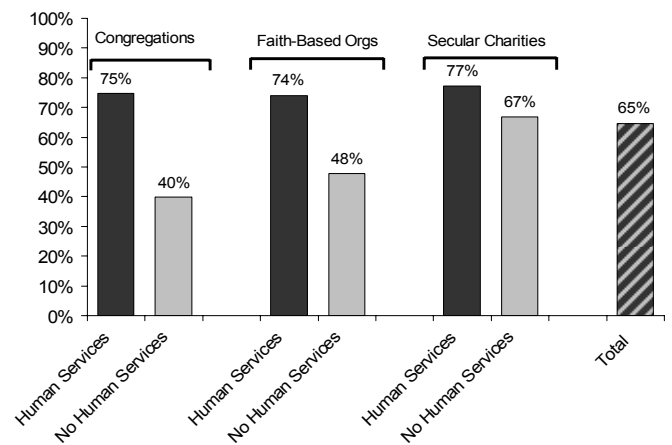 100%
90%
80%
70%
60%
50%
40%
30%
20%
10%
0%
Congregations
Faith-Based Orgs
Secular Charities
75%
40%
74%
48%
77%
67%
65%
Human Services
No Human Services
Human Services
No Human Services
Human Services
No Human Services
Total